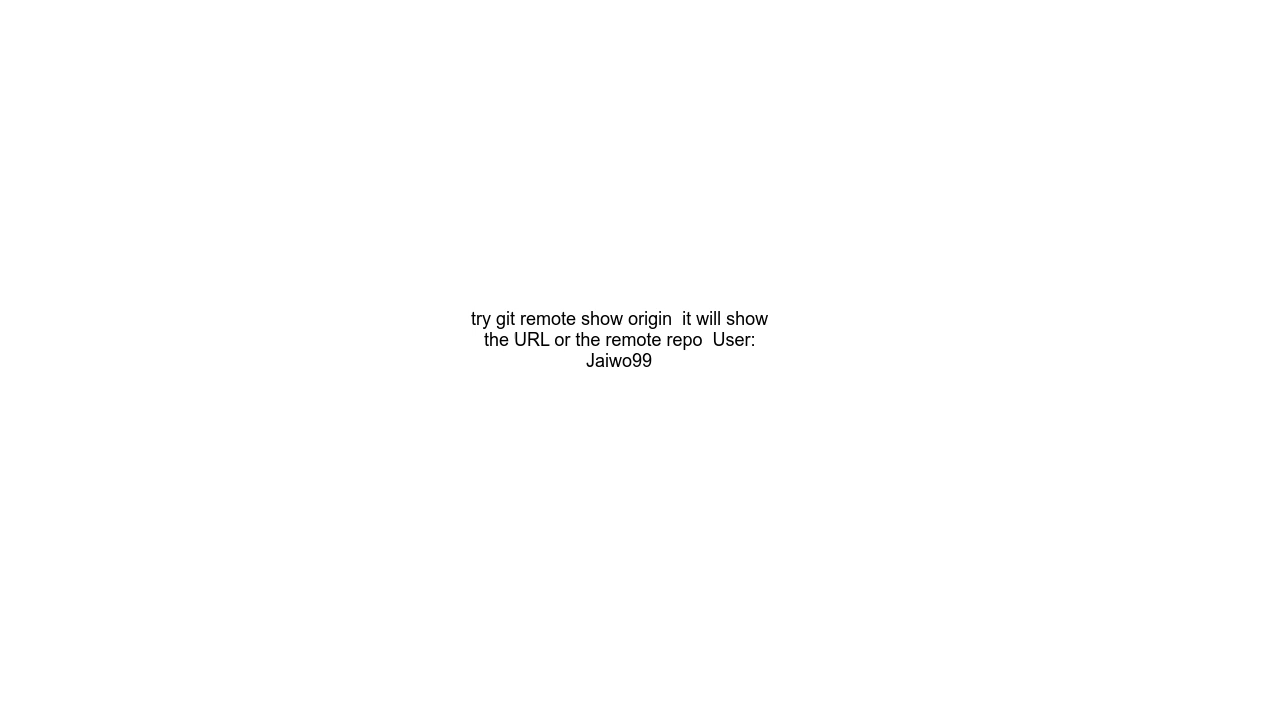 try git remote show origin  it will show
the URL or the remote repo  User:
Jaiwo99